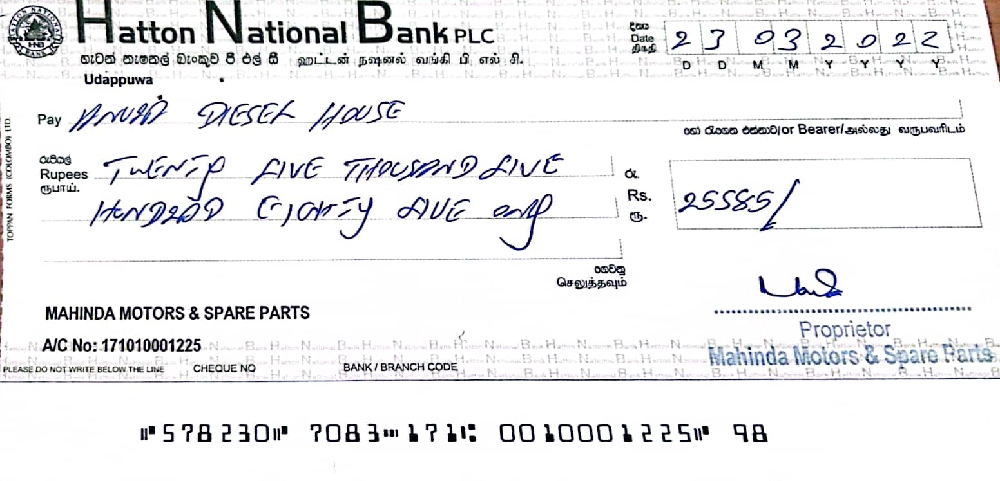 Hatton National Bank PLC
හැටන් නැෂනල් බැංකුව පී එල් සී ஹட்டன் நஷனல் வங்கி பி எல் சி.
Udappuwa
දිනය
Date
திகதி
2 3 0 3 2 0 2 2
D D M M Y Y Y Y
Pay ANURA DIESEL HOUSE
හෝ රැගෙන එන්නාට/or Bearer/அல்லது வருபவரிடம்
රුපියල්
Rupees
ரூபாய்.
TWENTY FIVE THOUSAND FIVE
HUNDRED EIGHTY FIVE only
රු.
Rs.
ரூ.
25585/
ගෙවනු
செலுத்தவும்
MAHINDA MOTORS & SPARE PARTS
A/C No: 171010001225
Proprietor
Mahinda Motors & Spare Parts
PLEASE DO NOT WRITE BELOW THE LINE CHEQUE NO BANK / BRANCH CODE
TOPPAN FORMS (COLOMBO) LTD.
⑈578230⑈ 7083⑉171⑆ 0010001225⑈ 98